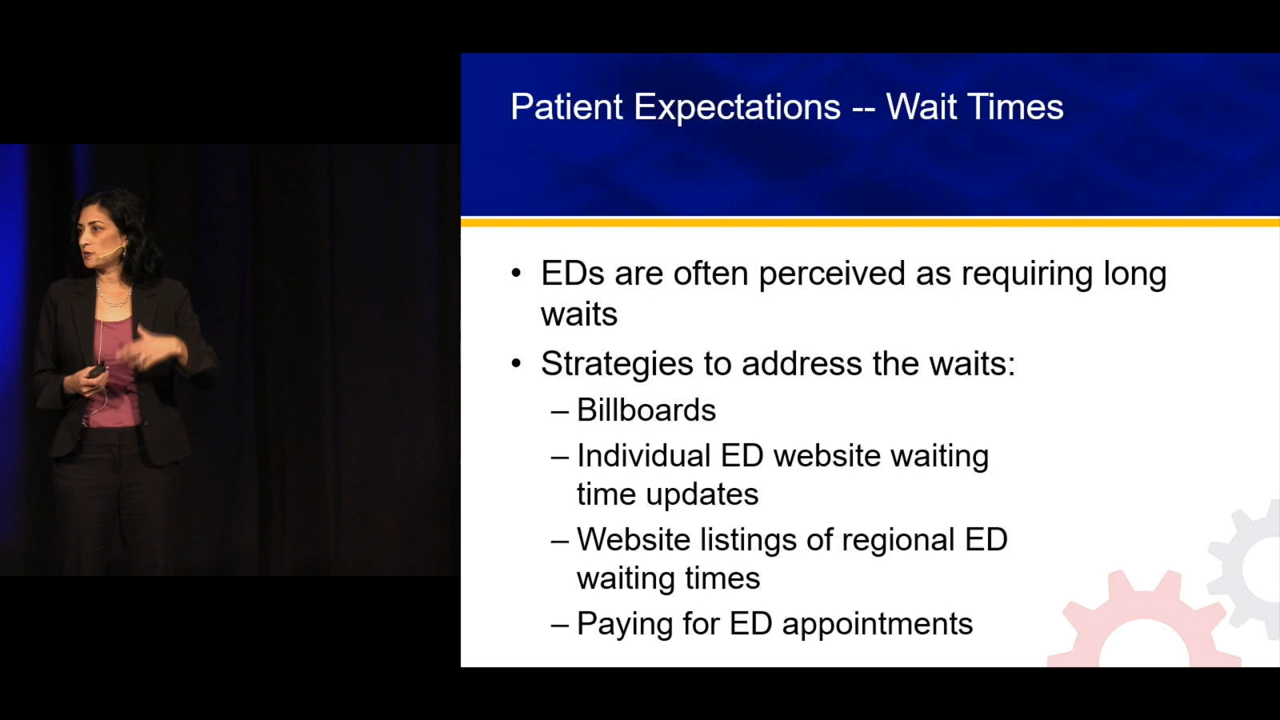 Patient Expectations -- Wait Times
• EDs are often perceived as requiring long
waits
• Strategies to address the waits:
– Billboards
– Individual ED website waiting
time updates
– Website listings of regional ED
waiting times
– Paying for ED appointments